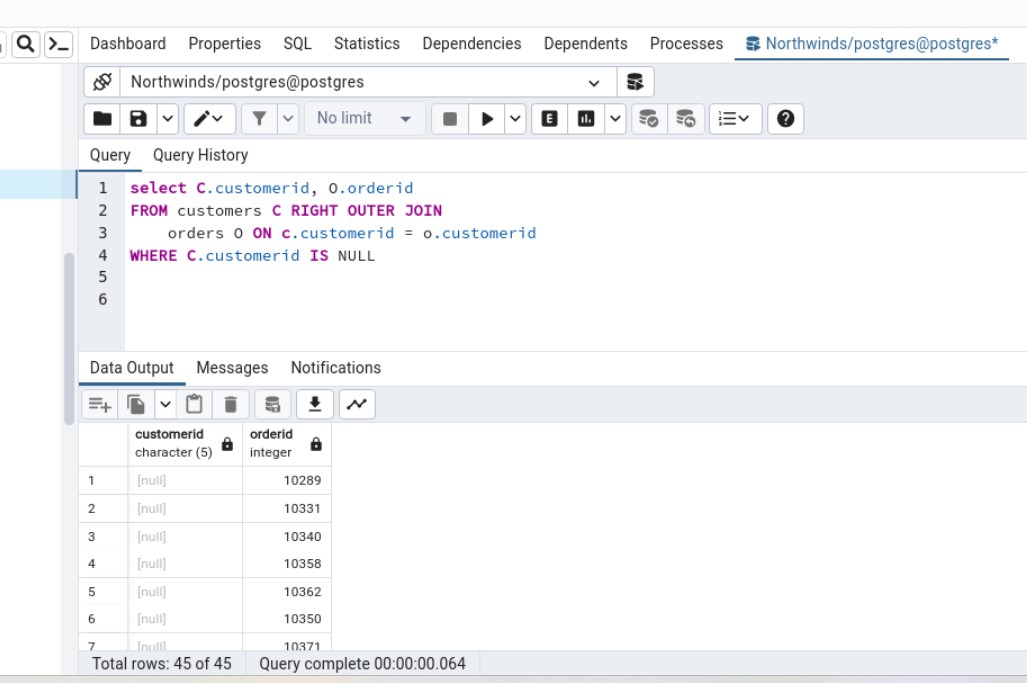 Dashboard Properties SQL Statistics Dependencies Dependents Processes Northwinds/postgres@postgres*
Northwinds/postgres@postgres
No limit
E
Query Query History
1 select C.customerid, O.orderid
2 FROM customers C RIGHT OUTER JOIN
3 orders O ON c.customerid = o.customerid
4 WHERE C.customerid IS NULL
5
6
Data Output Messages Notifications
customerid orderid
character (5) integer
1 [null] 10289
2 [null] 10331
3 [null] 10340
4 [null] 10358
5 [null] 10362
6 [null] 10350
7 [null] 10371
Total rows: 45 of 45 Query complete 00:00:00.064